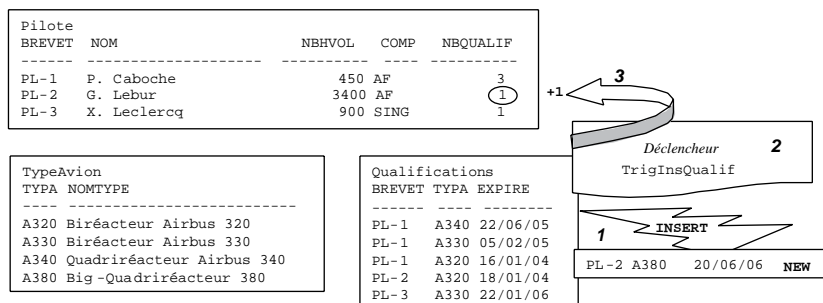 Pilote
BREVET NOM NBHVOL COMP NBQUALIF
------ -------------------- ---------- ---- ----------
PL-1 P. Caboche 450 AF 3
PL-2 G. Lebur 3400 AF 1
PL-3 X. Leclercq 900 SING 1
+1
3
Déclencheur 2
TrigInsQualif
TypeAvion
TYPA NOMTYPE
---- ---------------------------
A320 Biréacteur Airbus 320
A330 Biréacteur Airbus 330
A340 Quadriréacteur Airbus 340
A380 Big-Quadriréacteur 380
Qualifications
BREVET TYPA EXPIRE
------ ---- --------
PL-1 A340 22/06/05
PL-1 A330 05/02/05
PL-1 A320 16/01/04
PL-2 A320 18/01/04
PL-3 A330 22/01/06
1 INSERT
PL-2 A380 20/06/06 NEW